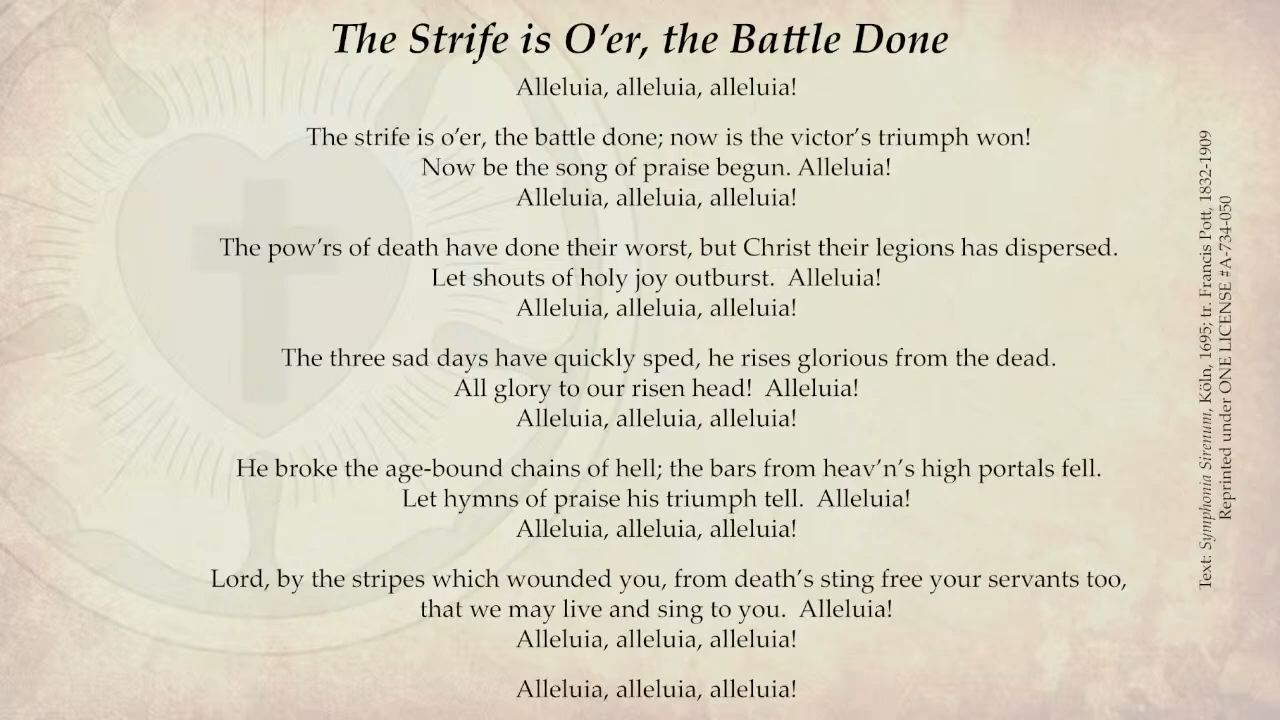 The Strife is O’er, the Battle Done
Alleluia, alleluia, alleluia!
The strife is o’er, the battle done; now is the victor’s triumph won!
Now be the song of praise begun. Alleluia!
Alleluia, alleluia, alleluia!
The pow’rs of death have done their worst, but Christ their legions has dispersed.
Let shouts of holy joy outburst.  Alleluia!
Alleluia, alleluia, alleluia!
The three sad days have quickly sped, he rises glorious from the dead.
All glory to our risen head!  Alleluia!
Alleluia, alleluia, alleluia!
He broke the age-bound chains of hell; the bars from heav’n’s high portals fell.
Let hymns of praise his triumph tell.  Alleluia!
Alleluia, alleluia, alleluia!
Lord, by the stripes which wounded you, from death’s sting free your servants too,
that we may live and sing to you.  Alleluia!
Alleluia, alleluia, alleluia!
Alleluia, alleluia, alleluia!
Text: Symphonia Sirenum, Köln, 1695; tr. Francis Pott, 1832-1909
Reprinted under ONE LICENSE #A-734-050